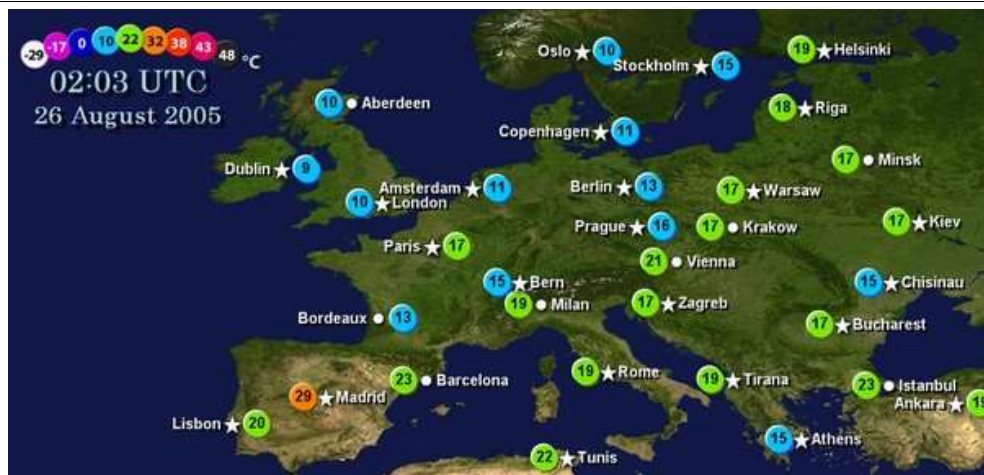 -29 -17 0 10 22 32 38 43 48 °C
02:03 UTC
26 August 2005
Oslo 10
Stockholm 15
19 Helsinki
10 Aberdeen
18 Riga
Copenhagen 11
17 Minsk
Dublin 9
Amsterdam 11
Berlin 13
17 Warsaw
10 London
Prague 16
17 Krakow
17 Kiev
Paris 17
21 Vienna
15 Bern
15 Chisinau
19 Milan
17 Zagreb
Bordeaux 13
17 Bucharest
19 Rome
19 Tirana
23 Barcelona
23 Istanbul
29 Madrid
Ankara
Lisbon 20
15 Athens
22 Tunis